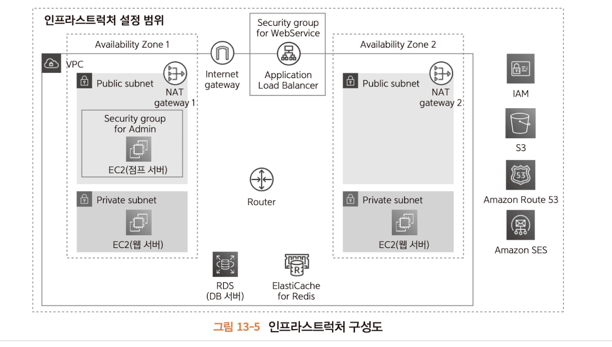 인프라스트럭처 설정 범위
Availability Zone 1
VPC
Public subnet
NAT
gateway 1
Security group
for Admin
EC2(점프 서버)
Private subnet
EC2(웹 서버)
Internet
gateway
Security group
for WebService
Application
Load Balancer
Router
RDS
(DB 서버)
R
ElastiCache
for Redis
Availability Zone 2
Public subnet
NAT
gateway 2
Private subnet
EC2(웹 서버)
IAM
S3
53
Amazon Route 53
Amazon SES
그림 13-5 인프라스트럭처 구성도